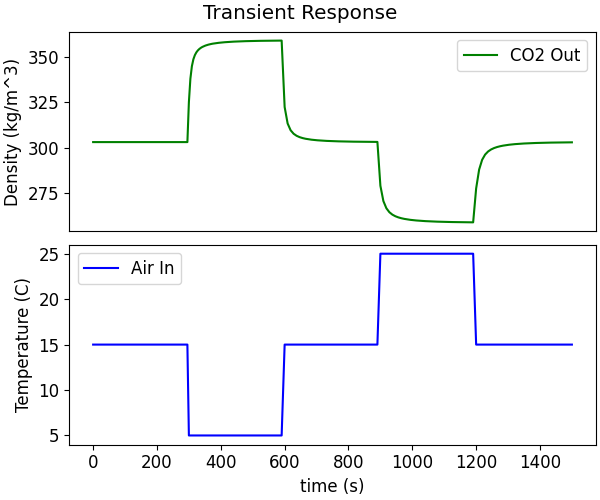 Transient Response
Density (kg/m^3)
350
325
300
275
CO2 Out
Temperature (C)
25
20
15
10
5
Air In
0 200 400 600 800 1000 1200 1400
time (s)